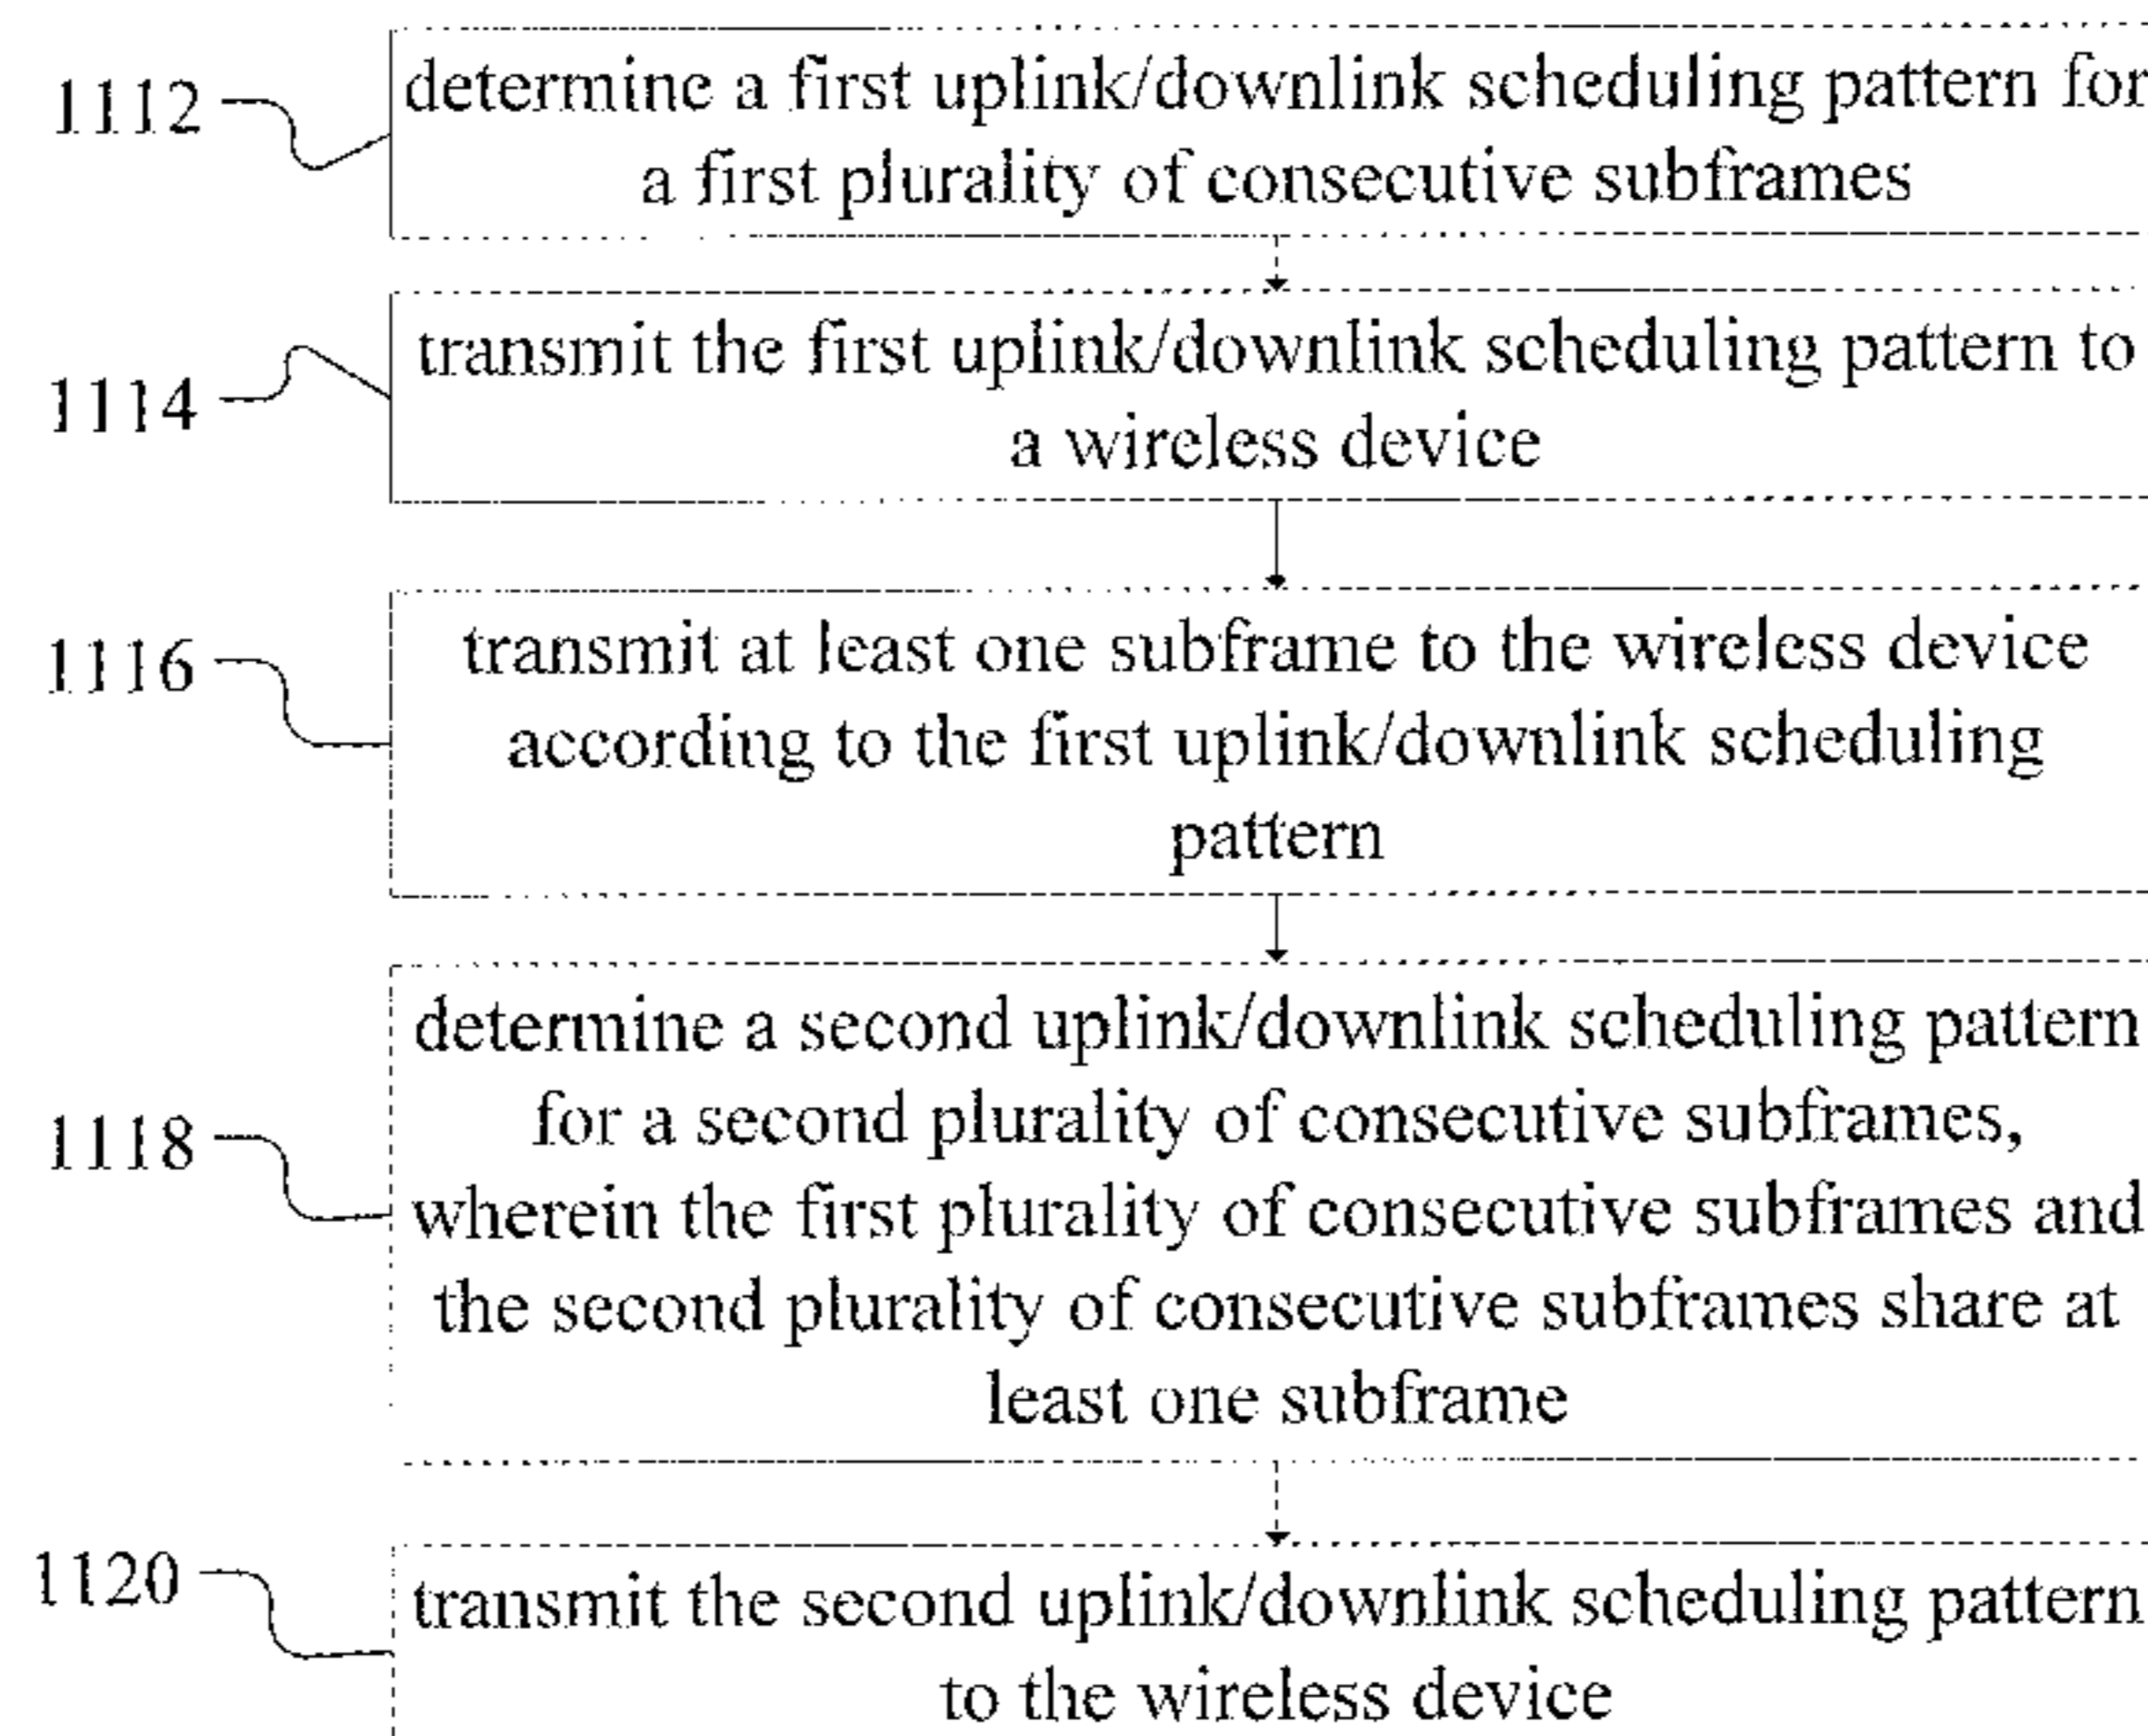 1112
determine a first uplink/downlink scheduling pattern for
a first plurality of consecutive subframes
1114
transmit the first uplink/downlink scheduling pattern to
a wireless device
1116
transmit at least one subframe to the wireless device
according to the first uplink/downlink scheduling
pattern
1118
determine a second uplink/downlink scheduling pattern
for a second plurality of consecutive subframes,
wherein the first plurality of consecutive subframes and
the second plurality of consecutive subframes share at
least one subframe
1120
transmit the second uplink/downlink scheduling pattern
to the wireless device